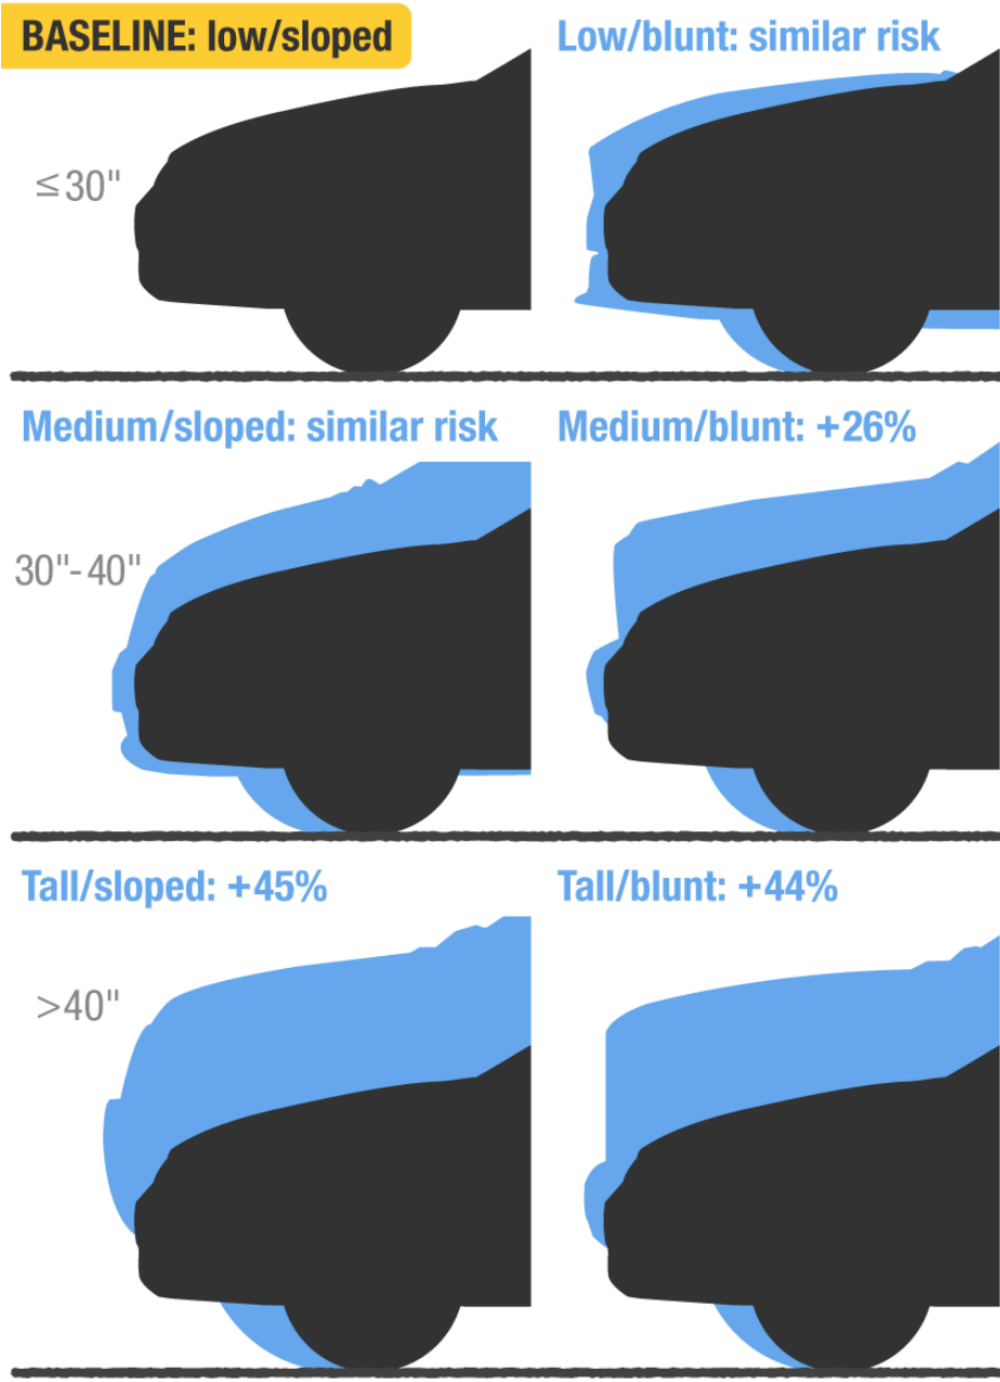 BASELINE: low/sloped
Low/blunt: similar risk
≤30"
Medium/sloped: similar risk
Medium/blunt: +26%
30"-40"
Tall/sloped: +45%
Tall/blunt: +44%
>40"